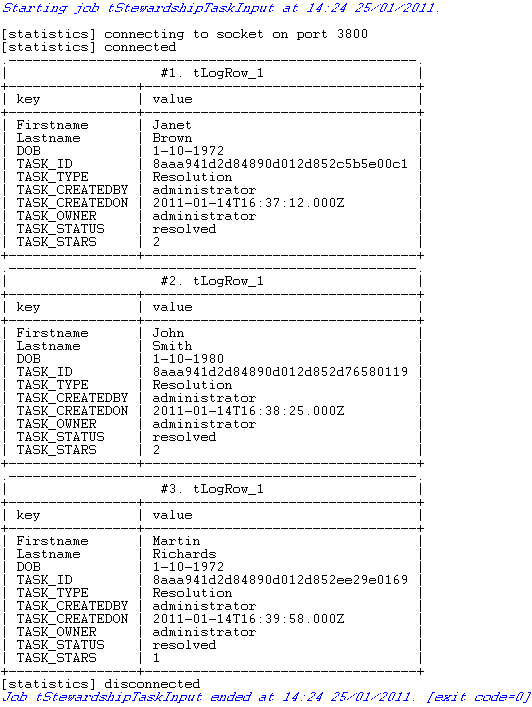 Starting job tStewardshipTaskInput at 14:24 25/01/2011.
[statistics] connecting to socket on port 3800
[statistics] connected
#1. tLogRow_1
key | value
Firstname | Janet
Lastname | Brown
DOB | 1-10-1972
TASK_ID | 8aaa941d2d84890d012d852c5b5e00c1
TASK_TYPE | Resolution
TASK_CREATEDBY | administrator
TASK_CREATEDON | 2011-01-14T16:37:12.000Z
TASK_OWNER | administrator
TASK_STATUS | resolved
TASK_STARS | 2
#2. tLogRow_1
key | value
Firstname | John
Lastname | Smith
DOB | 1-10-1980
TASK_ID | 8aaa941d2d84890d012d852d76580119
TASK_TYPE | Resolution
TASK_CREATEDBY | administrator
TASK_CREATEDON | 2011-01-14T16:38:25.000Z
TASK_OWNER | administrator
TASK_STATUS | resolved
TASK_STARS | 2
#3. tLogRow_1
key | value
Firstname | Martin
Lastname | Richards
DOB | 1-10-1972
TASK_ID | 8aaa941d2d84890d012d852ee29e0169
TASK_TYPE | Resolution
TASK_CREATEDBY | administrator
TASK_CREATEDON | 2011-01-14T16:39:58.000Z
TASK_OWNER | administrator
TASK_STATUS | resolved
TASK_STARS | 1
[statistics] disconnected
Job tStewardshipTaskInput ended at 14:24 25/01/2011. [exit code=0]